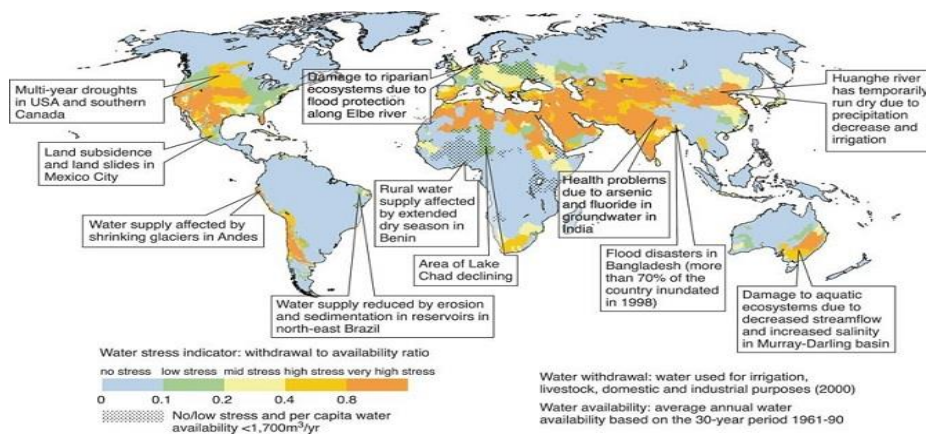 Multi-year droughts
in USA and southern
Canada
Damage to riparian
ecosystems due to
flood protection
along Elbe river
Huanghe river
has temporarily
run dry due to
precipitation
decrease and
irrigation
Land subsidence
and land slides in
Mexico City
Water supply affected by
shrinking glaciers in Andes
Rural water
supply affected
by extended
dry season in
Benin
Health problems
due to arsenic
and fluoride in
groundwater in
India
Area of Lake
Chad declining
Water supply reduced by erosion
and sedimentation in reservoirs in
north-east Brazil
Flood disasters in
Bangladesh (more
than 70% of the
country inundated
in 1998)
Damage to aquatic
ecosystems due to
decreased streamflow
and increased salinity
in Murray-Darling basin
Water stress indicator: withdrawal to availability ratio
no stress low stress mid stress high stress very high stress
0 0.1 0.2 0.4 0.8
No/low stress and per capita water
availability <1,700m³/yr
Water withdrawal: water used for irrigation,
livestock, domestic and industrial purposes (2000)
Water availability: average annual water
availability based on the 30-year period 1961-90